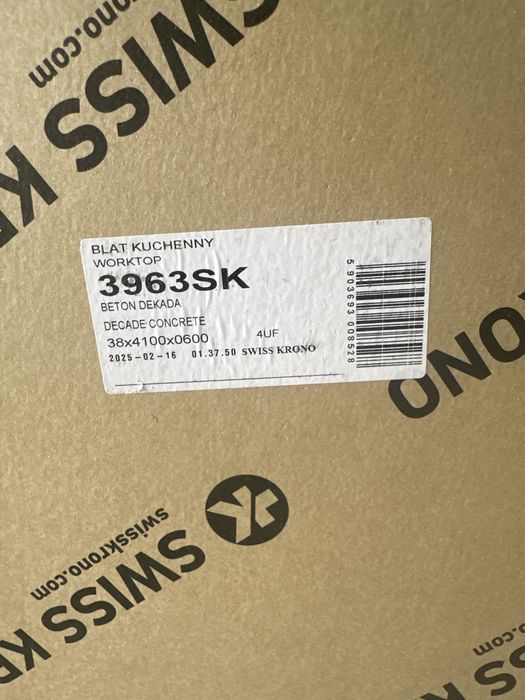 SWISS
swisskrono.com
SWISS KR
BLAT KUCHENNY
WORKTOP
3963SK
BETON DEKADA
DECADE CONCRETE
38x4100x0600 4UF
2025-02-16 01.37.50 SWISS KRONO
5 903693 008528
ONO
swisskrono.com
SWISS KR
.com